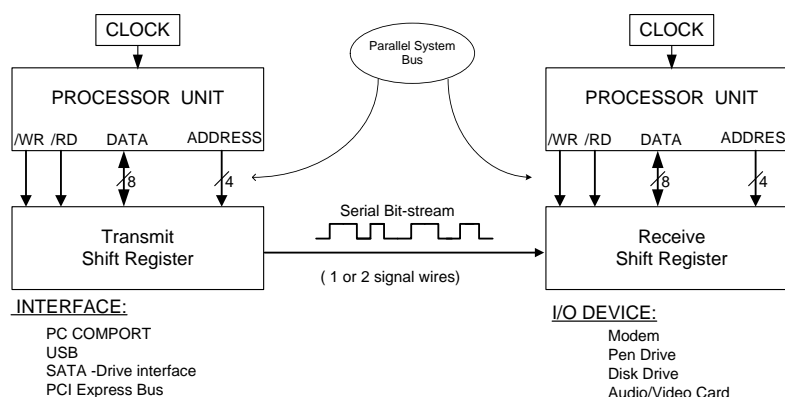 CLOCK
PROCESSOR UNIT
/WR /RD DATA ADDRESS
8 4
Transmit
Shift Register
INTERFACE:
PC COMPORT
USB
SATA -Drive interface
PCI Express Bus
Parallel System
Bus
Serial Bit-stream
( 1 or 2 signal wires)
CLOCK
PROCESSOR UNIT
/WR /RD DATA ADDRESS
8 4
Receive
Shift Register
I/O DEVICE:
Modem
Pen Drive
Disk Drive
Audio/Video Card